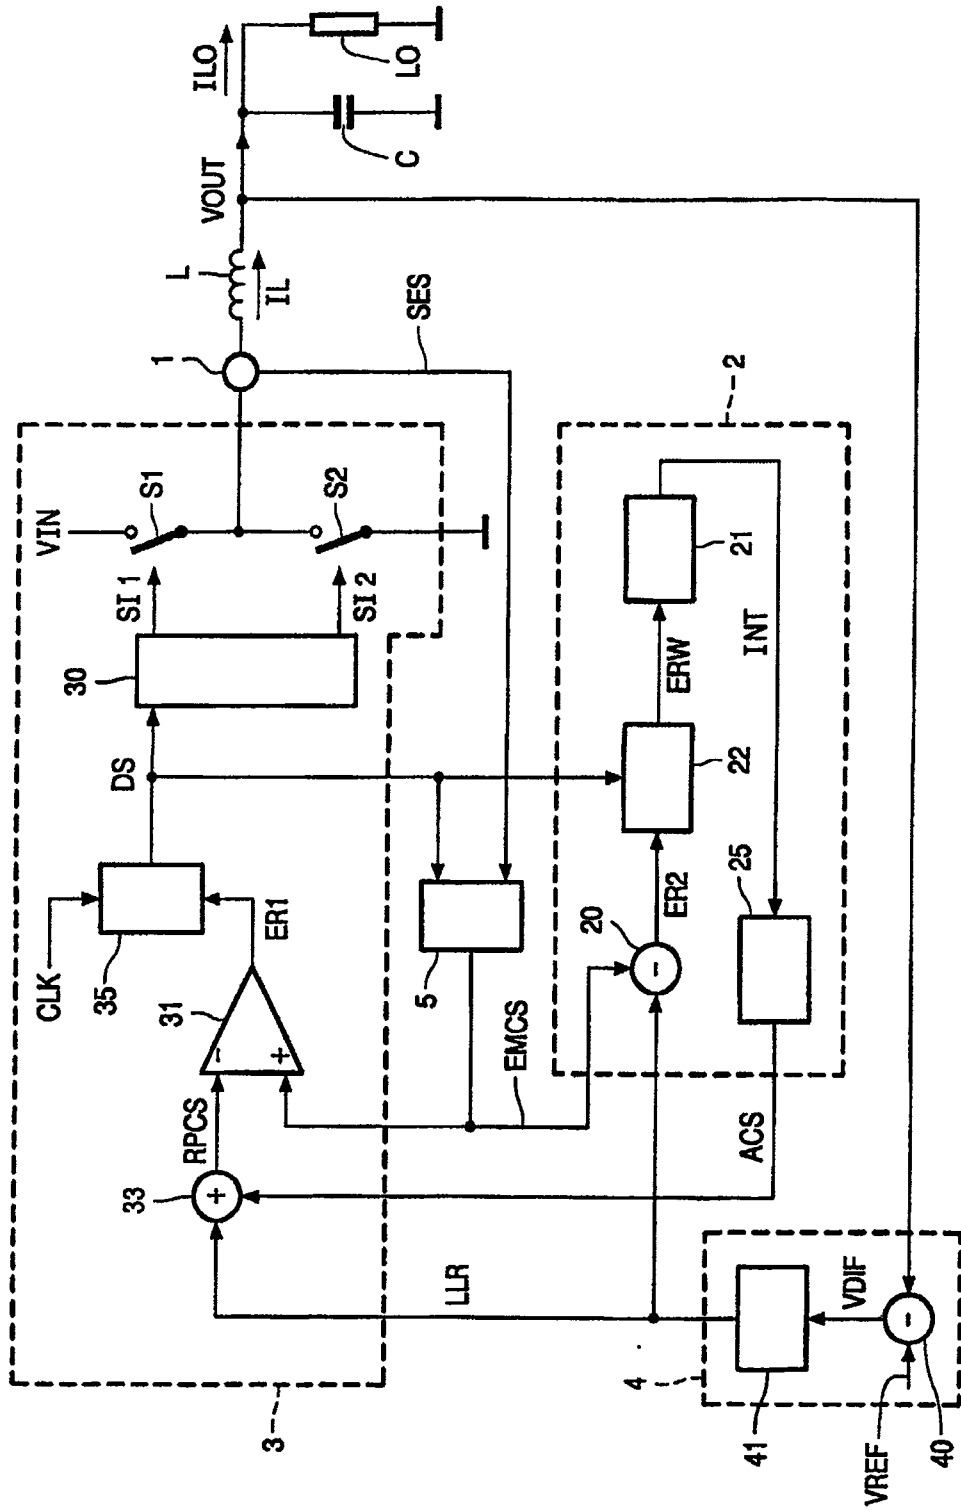 ILO
LO
C
VOUT
L
IL
1
SES
VIN
S1
S2
SI 1
SI 2
30
DS
CLK
35
ER1
31
RPCS
33
3
5
EMCS
2
21
ERW
22
INT
ER2
20
25
ACS
LLR
4
41
VDIF
VREF
40
+
-
+
-
-